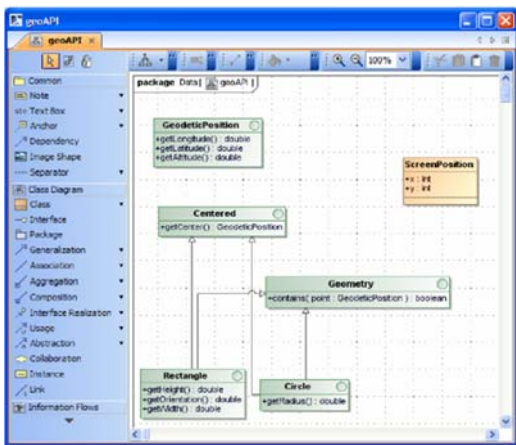 geoAPI
geoAPI
100%
Common
Note
Text Box
Anchor
Dependency
Image Shape
Separator
Class Diagram
Class
Interface
Package
Generalization
Association
Aggregation
Composition
Interface Realization
Usage
Abstraction
Collaboration
Instance
Link
Information Flows
package Data[ geoAPI ]
GeodeticPosition
+getLongitude() : double
+getLatitude() : double
+getAltitude() : double
ScreenPosition
+x : int
+y : int
Centered
+getCenter() : GeodeticPosition
Geometry
+contains( point : GeodeticPosition ) : boolean
Rectangle
+getHeight() : double
+getOrientation() : double
+getWidth() : double
Circle
+getRadius() : double